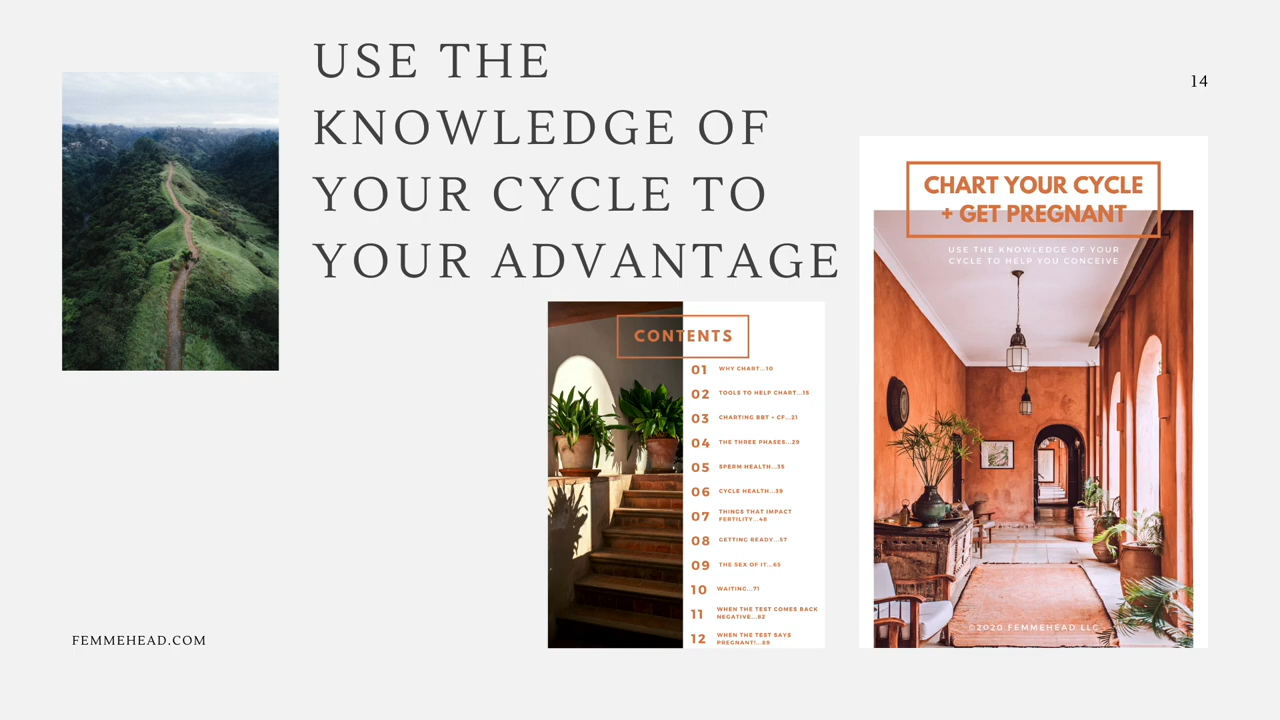 USE THE
KNOWLEDGE OF
YOUR CYCLE TO
YOUR ADVANTAGE
14
CONTENTS
01 WHY CHART...10
02 TOOLS TO HELP CHART...15
03 CHARTING BBT + CF...21
04 THE THREE PHASES...29
05 SPERM HEALTH...35
06 CYCLE HEALTH...39
07 THINGS THAT IMPACT
FERTILITY...48
08 GETTING READY...57
09 THE SEX OF IT...65
10 WAITING...71
11 WHEN THE TEST COMES BACK
NEGATIVE...82
12 WHEN THE TEST SAYS
PREGNANT!...89
CHART YOUR CYCLE
+ GET PREGNANT
USE THE KNOWLEDGE OF YOUR
CYCLE TO HELP YOU CONCEIVE
©2020 FEMMEHEAD LLC
FEMMEHEAD.COM